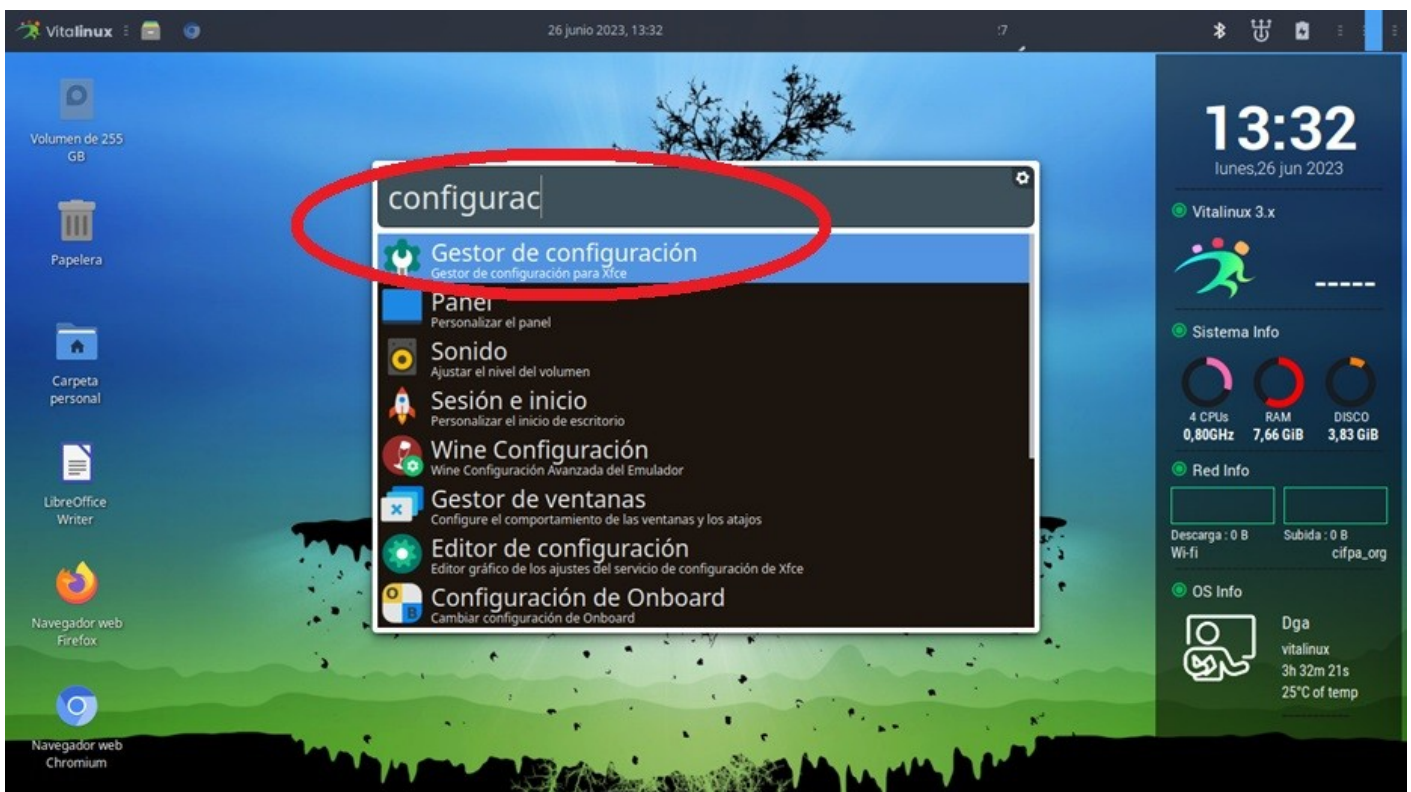 Vitalinux
26 junio 2023, 13:32
:7
Volumen de 255
GB
Papelera
Carpeta
personal
LibreOffice
Writer
Navegador web
Firefox
Navegador web
Chromium
configurac
Gestor de configuración
Gestor de configuración para Xfce
Panel
Personalizar el panel
Sonido
Ajustar el nivel del volumen
Sesión e inicio
Personalizar el inicio de escritorio
Wine Configuración
Wine Configuración Avanzada del Emulador
Gestor de ventanas
Configure el comportamiento de las ventanas y los atajos
Editor de configuración
Editor gráfico de los ajustes del servicio de configuración de Xfce
O
B
Configuración de Onboard
Cambiar configuración de Onboard
13:32
lunes,26 jun 2023
Vitalinux 3.x
-----
Sistema Info
4 CPUs RAM DISCO
0,80GHz 7,66 GiB 3,83 GiB
Red Info
Descarga : 0 B Subida : 0 B
Wi-fi cifpa_org
OS Info
Dga
vitalinux
3h 32m 21s
25°C of temp